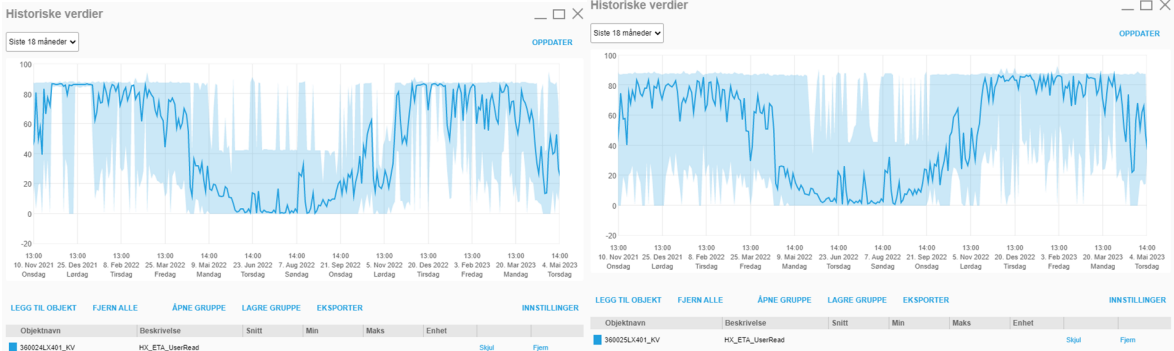 Historiske verdier
Siste 18 måneder
OPPDATER
100
80
60
40
20
0
-20
13:00 13:00 13:00 13:00 14:00 14:00 14:00 14:00 13:00 13:00 13:00 13:00 14:00
10. Nov 2021 25. Des 2021 8. Feb 2022 25. Mar 2022 9. Mai 2022 23. Jun 2022 7. Aug 2022 21. Sep 2022 5. Nov 2022 20. Des 2022 3. Feb 2023 20. Mar 2023 4. Mai 2023
Onsdag Lørdag Tirsdag Fredag Mandag Torsdag Søndag Onsdag Lørdag Tirsdag Fredag Mandag Torsdag
LEGG TIL OBJEKT FJERN ALLE ÅPNE GRUPPE LAGRE GRUPPE EKSPORTER INNSTILLINGER
Objektnavn Beskrivelse Snitt Min Maks Enhet
360024LX401_KV HX_ETA_UserRead Skjul Fjern
Historiske verdier
Siste 18 måneder
OPPDATER
100
80
60
40
20
0
-20
13:00 13:00 13:00 13:00 14:00 14:00 14:00 14:00 13:00 13:00 13:00 13:00 14:00
10. Nov 2021 25. Des 2021 8. Feb 2022 25. Mar 2022 9. Mai 2022 23. Jun 2022 7. Aug 2022 21. Sep 2022 5. Nov 2022 20. Des 2022 3. Feb 2023 20. Mar 2023 4. Mai 2023
Onsdag Lørdag Tirsdag Fredag Mandag Torsdag Søndag Onsdag Lørdag Tirsdag Fredag Mandag Torsdag
LEGG TIL OBJEKT FJERN ALLE ÅPNE GRUPPE LAGRE GRUPPE EKSPORTER INNSTILLINGER
Objektnavn Beskrivelse Snitt Min Maks Enhet
360025LX401_KV HX_ETA_UserRead Skjul Fjern